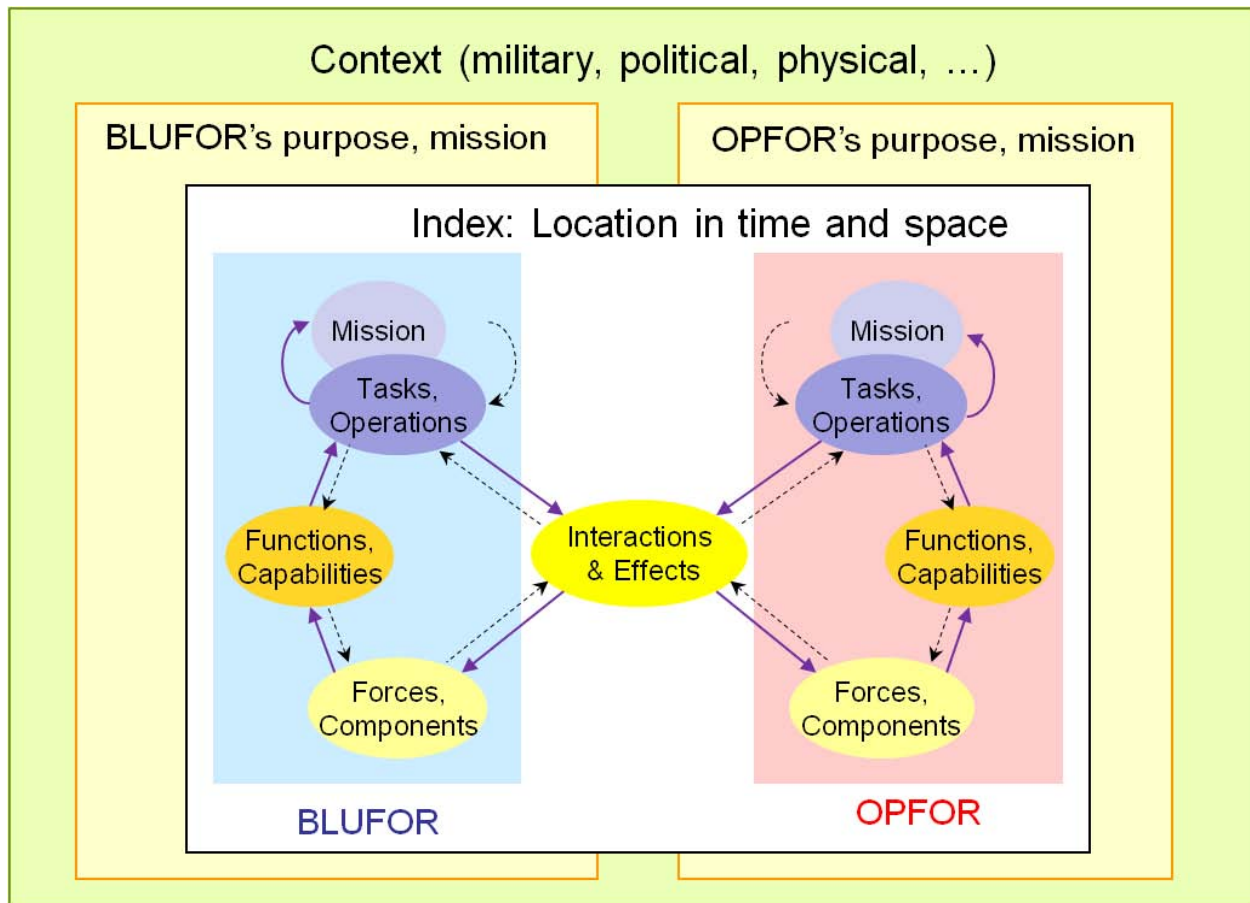 Context (military, political, physical, …)
BLUFOR's purpose, mission
OPFOR's purpose, mission
Index: Location in time and space
Mission
Tasks,
Operations
Functions,
Capabilities
Forces,
Components
BLUFOR
Interactions
& Effects
Mission
Tasks,
Operations
Functions,
Capabilities
Forces,
Components
OPFOR